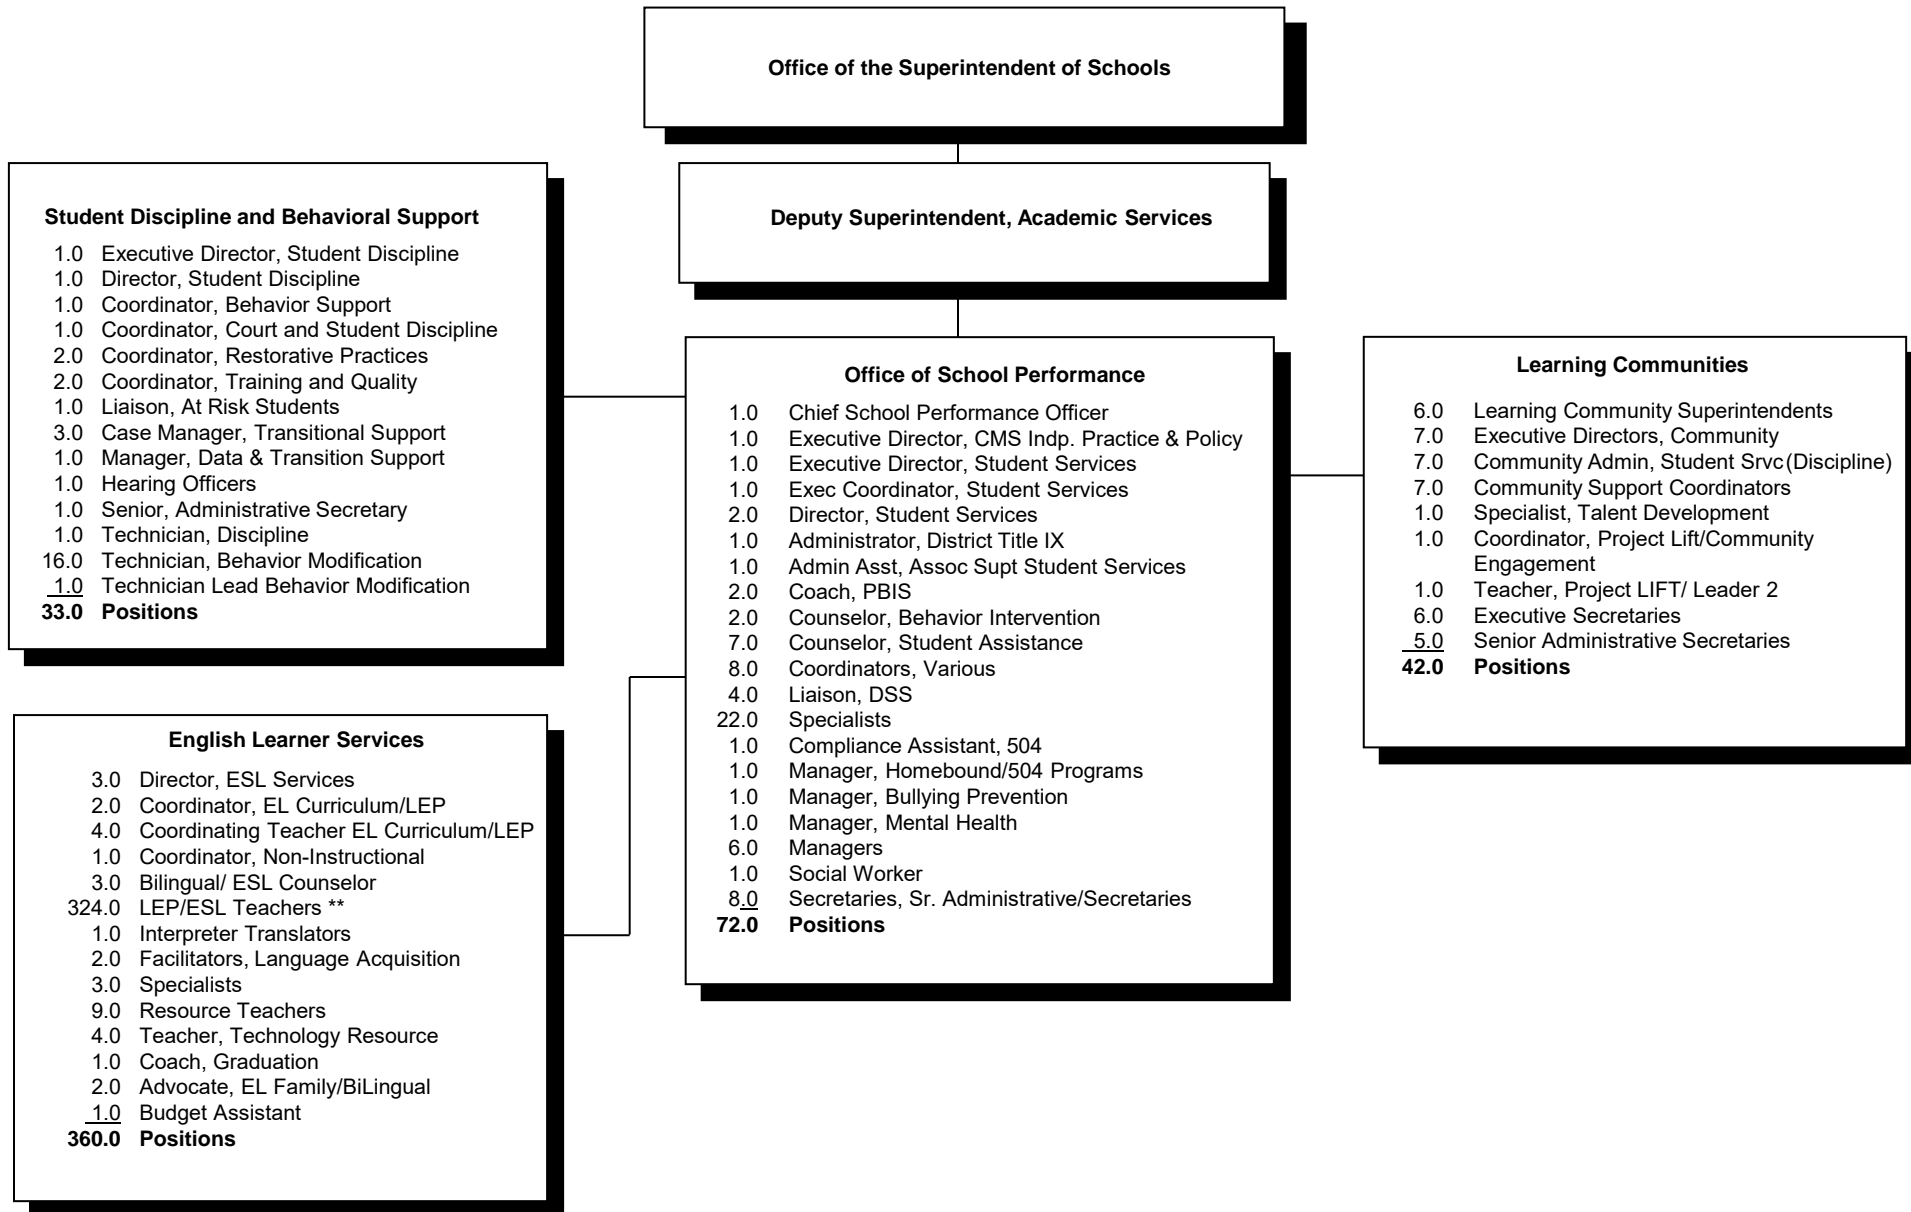 Office of the Superintendent of Schools
Deputy Superintendent, Academic Services
Student Discipline and Behavioral Support
1.0 Executive Director, Student Discipline
1.0 Director, Student Discipline
1.0 Coordinator, Behavior Support
1.0 Coordinator, Court and Student Discipline
2.0 Coordinator, Restorative Practices
2.0 Coordinator, Training and Quality
1.0 Liaison, At Risk Students
3.0 Case Manager, Transitional Support
1.0 Manager, Data & Transition Support
1.0 Hearing Officers
1.0 Senior, Administrative Secretary
1.0 Technician, Discipline
16.0 Technician, Behavior Modification
1.0 Technician Lead Behavior Modification
33.0 Positions
English Learner Services
3.0 Director, ESL Services
2.0 Coordinator, EL Curriculum/LEP
4.0 Coordinating Teacher EL Curriculum/LEP
1.0 Coordinator, Non-Instructional
3.0 Bilingual/ ESL Counselor
324.0 LEP/ESL Teachers **
1.0 Interpreter Translators
2.0 Facilitators, Language Acquisition
3.0 Specialists
9.0 Resource Teachers
4.0 Teacher, Technology Resource
1.0 Coach, Graduation
2.0 Advocate, EL Family/BiLingual
1.0 Budget Assistant
360.0 Positions
Office of School Performance
1.0 Chief School Performance Officer
1.0 Executive Director, CMS Indp. Practice & Policy
1.0 Executive Director, Student Services
1.0 Exec Coordinator, Student Services
2.0 Director, Student Services
1.0 Administrator, District Title IX
1.0 Admin Asst, Assoc Supt Student Services
2.0 Coach, PBIS
2.0 Counselor, Behavior Intervention
7.0 Counselor, Student Assistance
8.0 Coordinators, Various
4.0 Liaison, DSS
22.0 Specialists
1.0 Compliance Assistant, 504
1.0 Manager, Homebound/504 Programs
1.0 Manager, Bullying Prevention
1.0 Manager, Mental Health
6.0 Managers
1.0 Social Worker
8.0 Secretaries, Sr. Administrative/Secretaries
72.0 Positions
Learning Communities
6.0 Learning Community Superintendents
7.0 Executive Directors, Community
7.0 Community Admin, Student Srvc(Discipline)
7.0 Community Support Coordinators
1.0 Specialist, Talent Development
1.0 Coordinator, Project Lift/Community
Engagement
1.0 Teacher, Project LIFT/ Leader 2
6.0 Executive Secretaries
5.0 Senior Administrative Secretaries
42.0 Positions